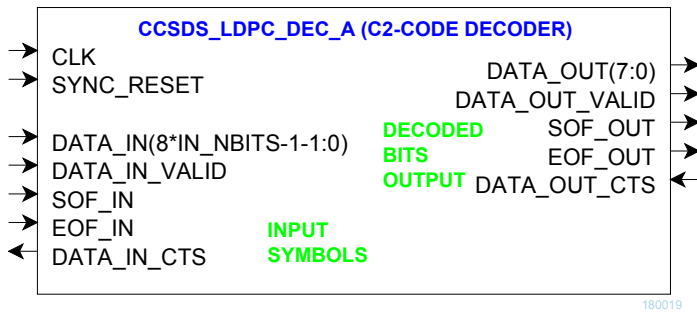 CCSDS_LDPC_DEC_A (C2-CODE DECODER)
CLK
SYNC_RESET
DATA_IN(8*IN_NBITS-1-1:0)
DATA_IN_VALID
SOF_IN
EOF_IN
DATA_IN_CTS
INPUT
SYMBOLS
DECODED
BITS
OUTPUT
DATA_OUT(7:0)
DATA_OUT_VALID
SOF_OUT
EOF_OUT
DATA_OUT_CTS
180019